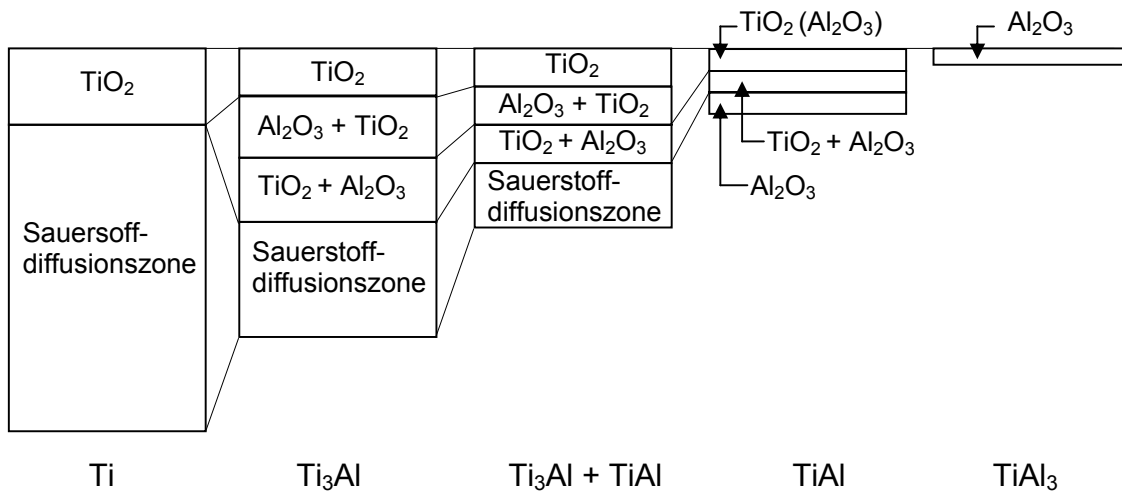 TiO₂
Sauersoff-
diffusionszone
Ti
TiO₂
Al₂O₃ + TiO₂
TiO₂ + Al₂O₃
Sauerstoff-
diffusionszone
Ti₃Al
TiO₂
Al₂O₃ + TiO₂
TiO₂ + Al₂O₃
Sauerstoff-
diffusionszone
Ti₃Al + TiAl
TiO₂ (Al₂O₃)
TiO₂ + Al₂O₃
Al₂O₃
TiAl
Al₂O₃
TiAl₃